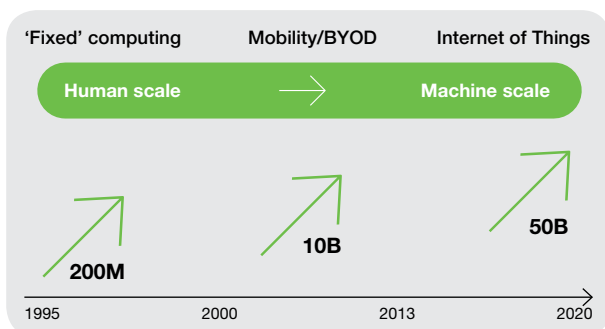 ‘Fixed’ computing Mobility/BYOD Internet of Things
Human scale Machine scale
200M 10B 50B
1995 2000 2013 2020